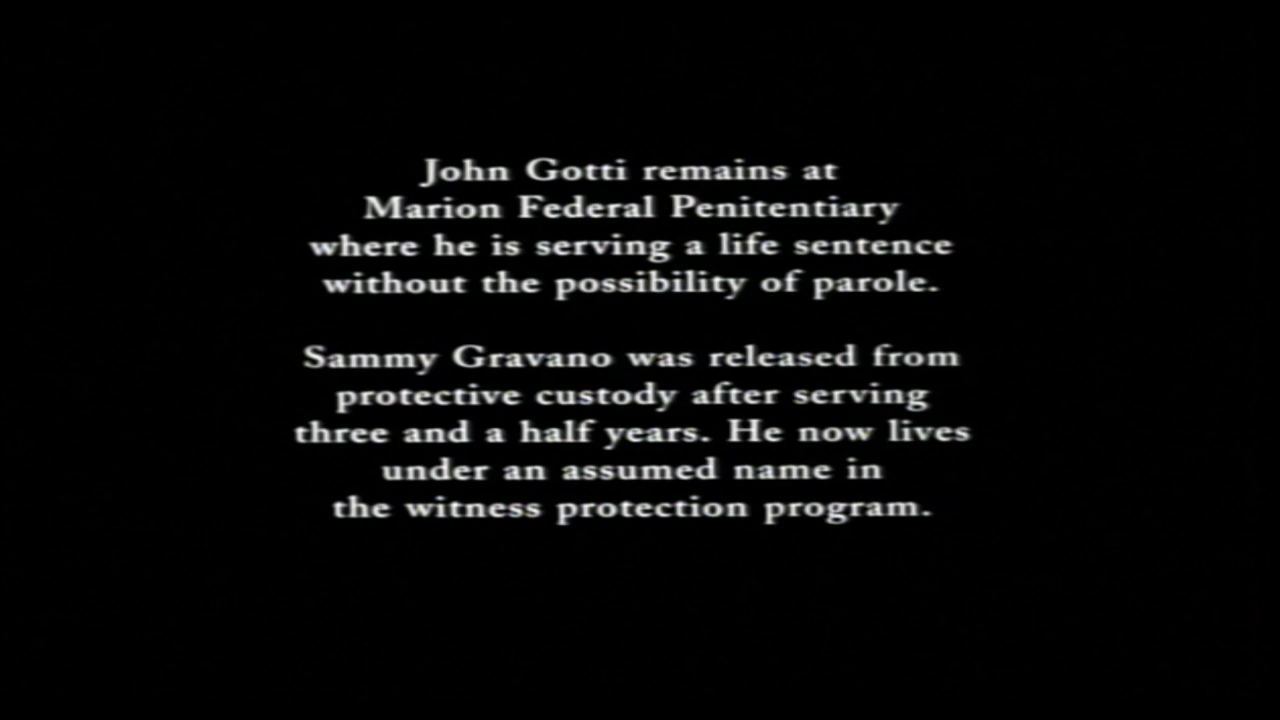 John Gotti remains at
Marion Federal Penitentiary
where he is serving a life sentence
without the possibility of parole.
Sammy Gravano was released from
protective custody after serving
three and a half years. He now lives
under an assumed name in
the witness protection program.